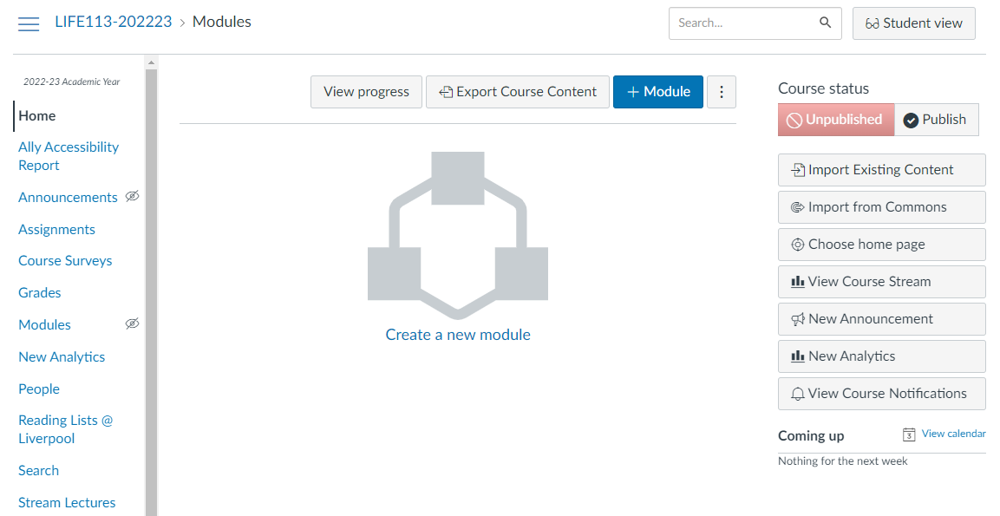 LIFE113-202223 > Modules
Search...
Student view
2022-23 Academic Year
Home
Ally Accessibility
Report
Announcements
Assignments
Course Surveys
Grades
Modules
New Analytics
People
Reading Lists @
Liverpool
Search
Stream Lectures
View progress
Export Course Content
+ Module
Create a new module
Course status
Unpublished
Publish
Import Existing Content
Import from Commons
Choose home page
View Course Stream
New Announcement
New Analytics
View Course Notifications
Coming up
3 View calendar
Nothing for the next week